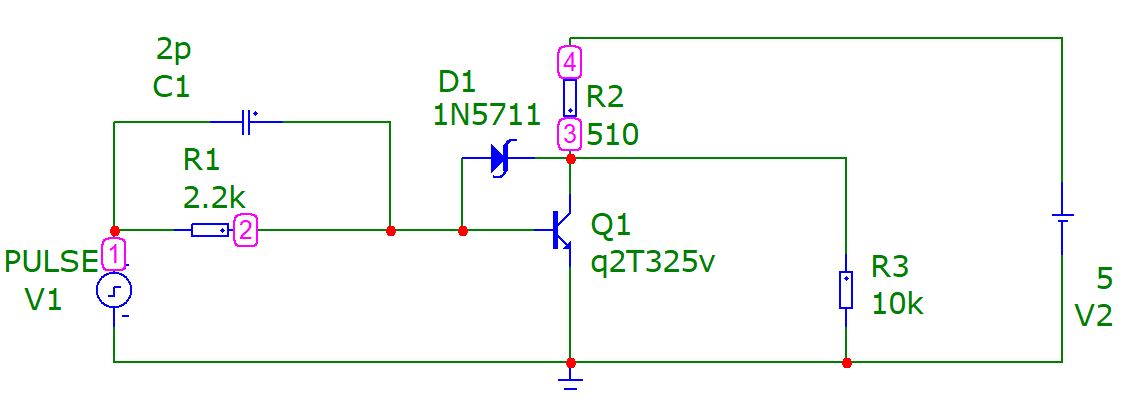 2p
C1
D1
1N5711
4
R2
3
510
R1
2.2k
2
1
PULSE
V1
Q1
q2T325v
R3
10k
5
V2